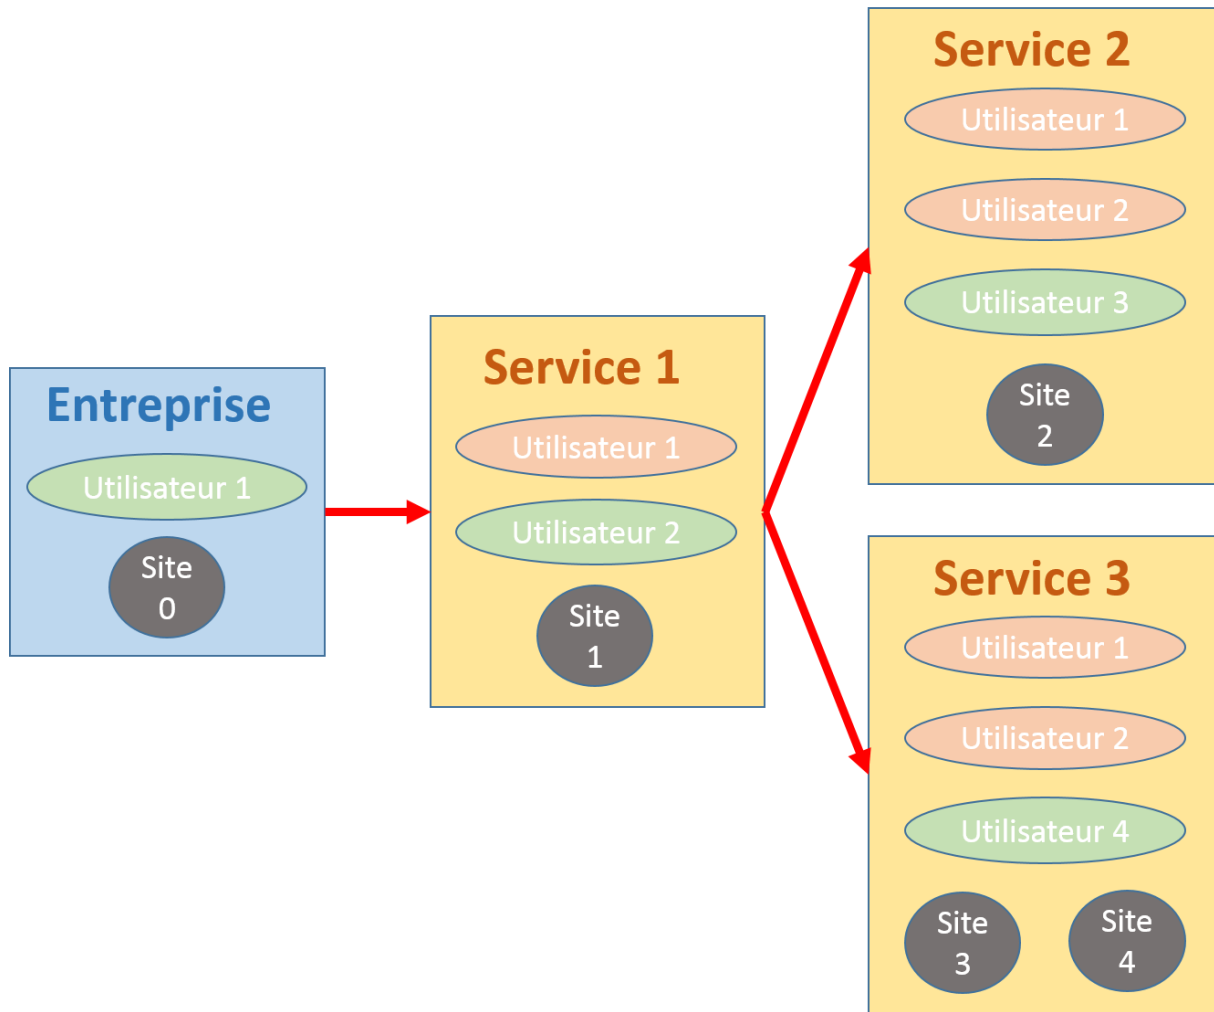 Entreprise
Utilisateur 1
Site
0
Service 1
Utilisateur 1
Utilisateur 2
Site
1
Service 2
Utilisateur 1
Utilisateur 2
Utilisateur 3
Site
2
Service 3
Utilisateur 1
Utilisateur 2
Utilisateur 4
Site
3
Site
4